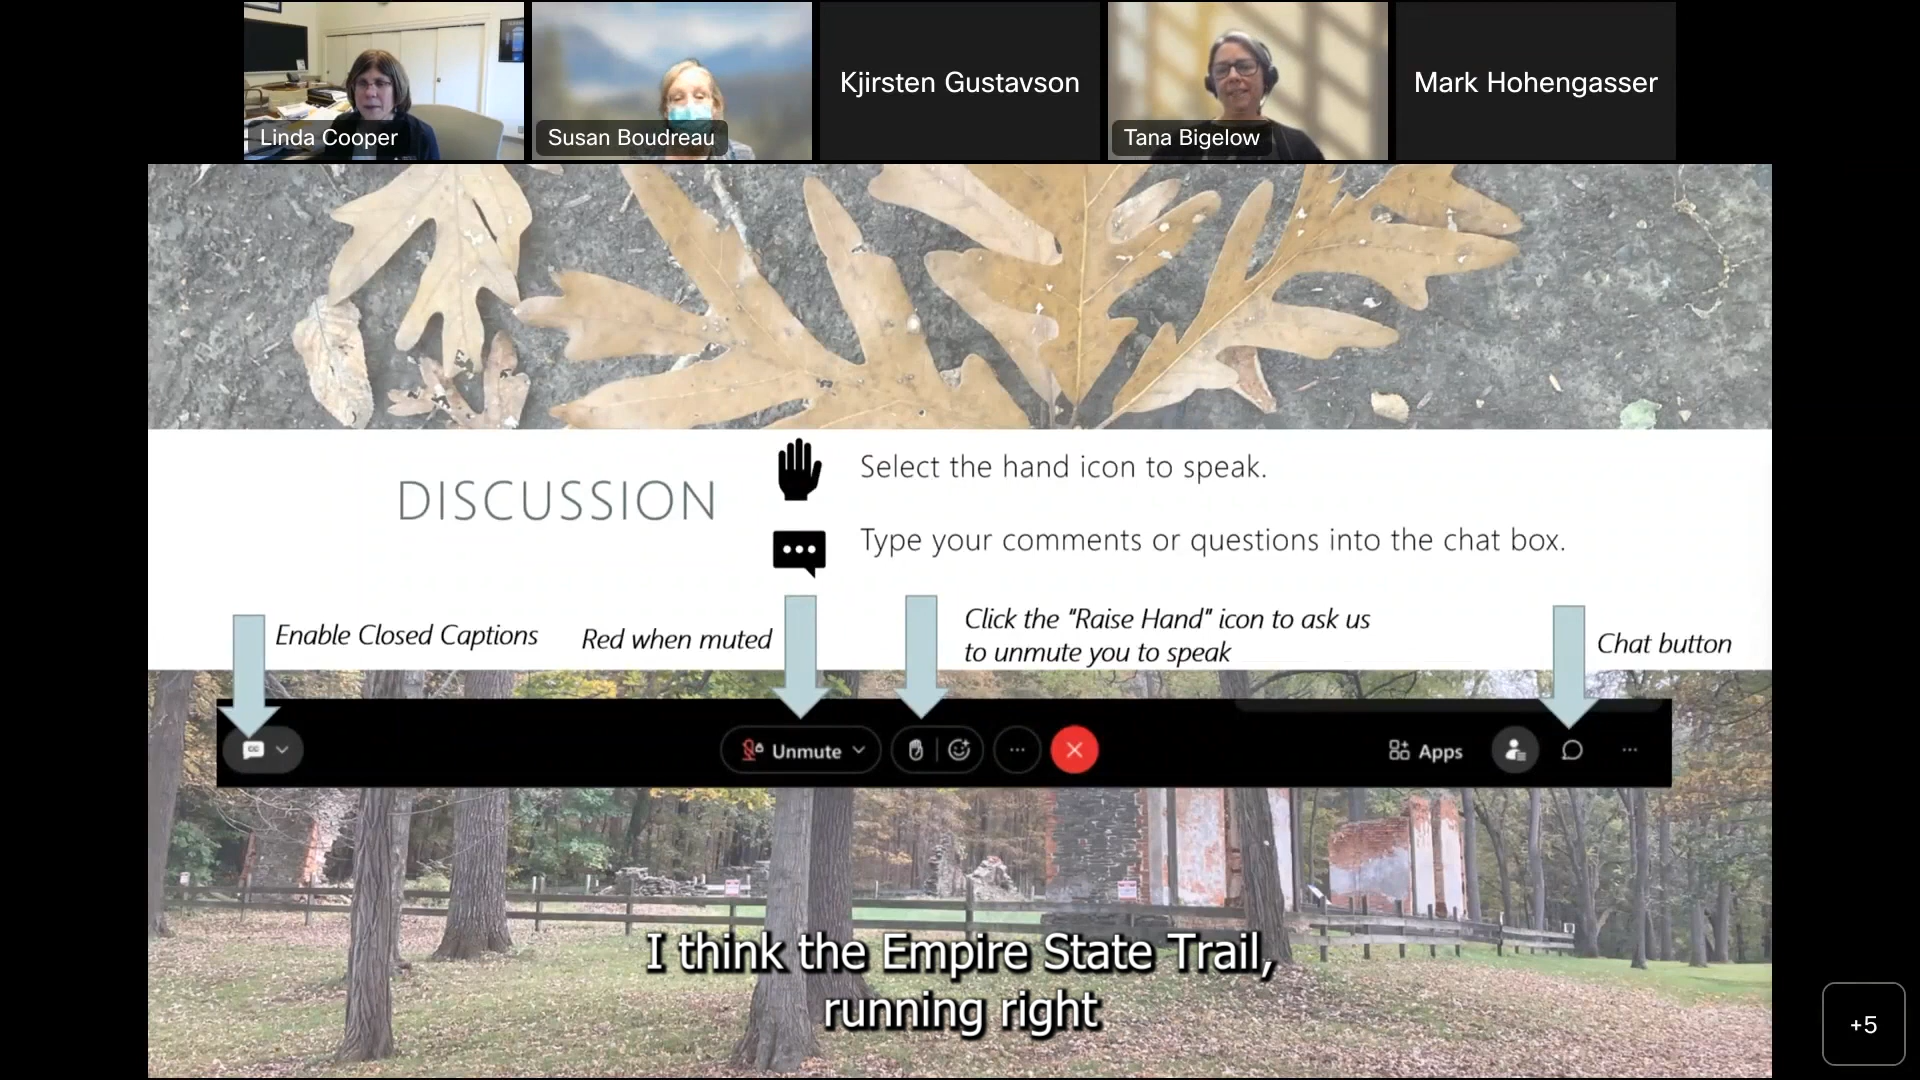 Linda Cooper
Susan Boudreau
Kjirsten Gustavson
Tana Bigelow
Mark Hohengasser
DISCUSSION
Select the hand icon to speak.
Type your comments or questions into the chat box.
Enable Closed Captions
Red when muted
Click the "Raise Hand" icon to ask us
to unmute you to speak
Chat button
CC
Unmute
Apps
I think the Empire State Trail,
running right
+5